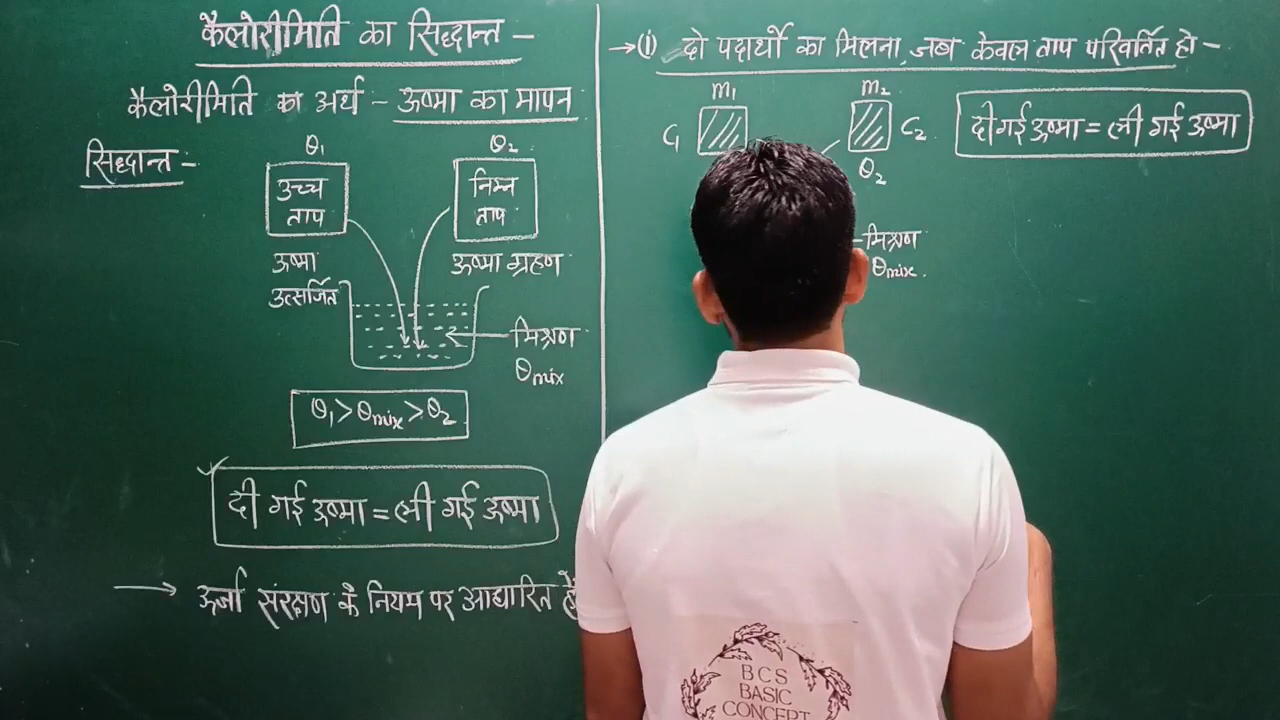 कैलोरीमिति का सिद्धान्त -
कैलोरीमिति का अर्थ - ऊष्मा का मापन
सिद्धान्त -
θ₁
θ₂
उच्च
ताप
निम्न
ताप
ऊष्मा
उत्सर्जित
ऊष्मा ग्रहण
मिश्रण
θmix
θ₁ > θmix > θ₂
दी गई ऊष्मा = ली गई ऊष्मा
→ ऊर्जा संरक्षण के नियम पर आधारित है
→ (i) दो पदार्थो का मिलना, जब केवल ताप परिवर्तित हो -
m₁
m₂
C₁
C₂
θ₂
दी गई ऊष्मा = ली गई ऊष्मा
मिश्रण
θmix.
BCS
BASIC
CONCEPT